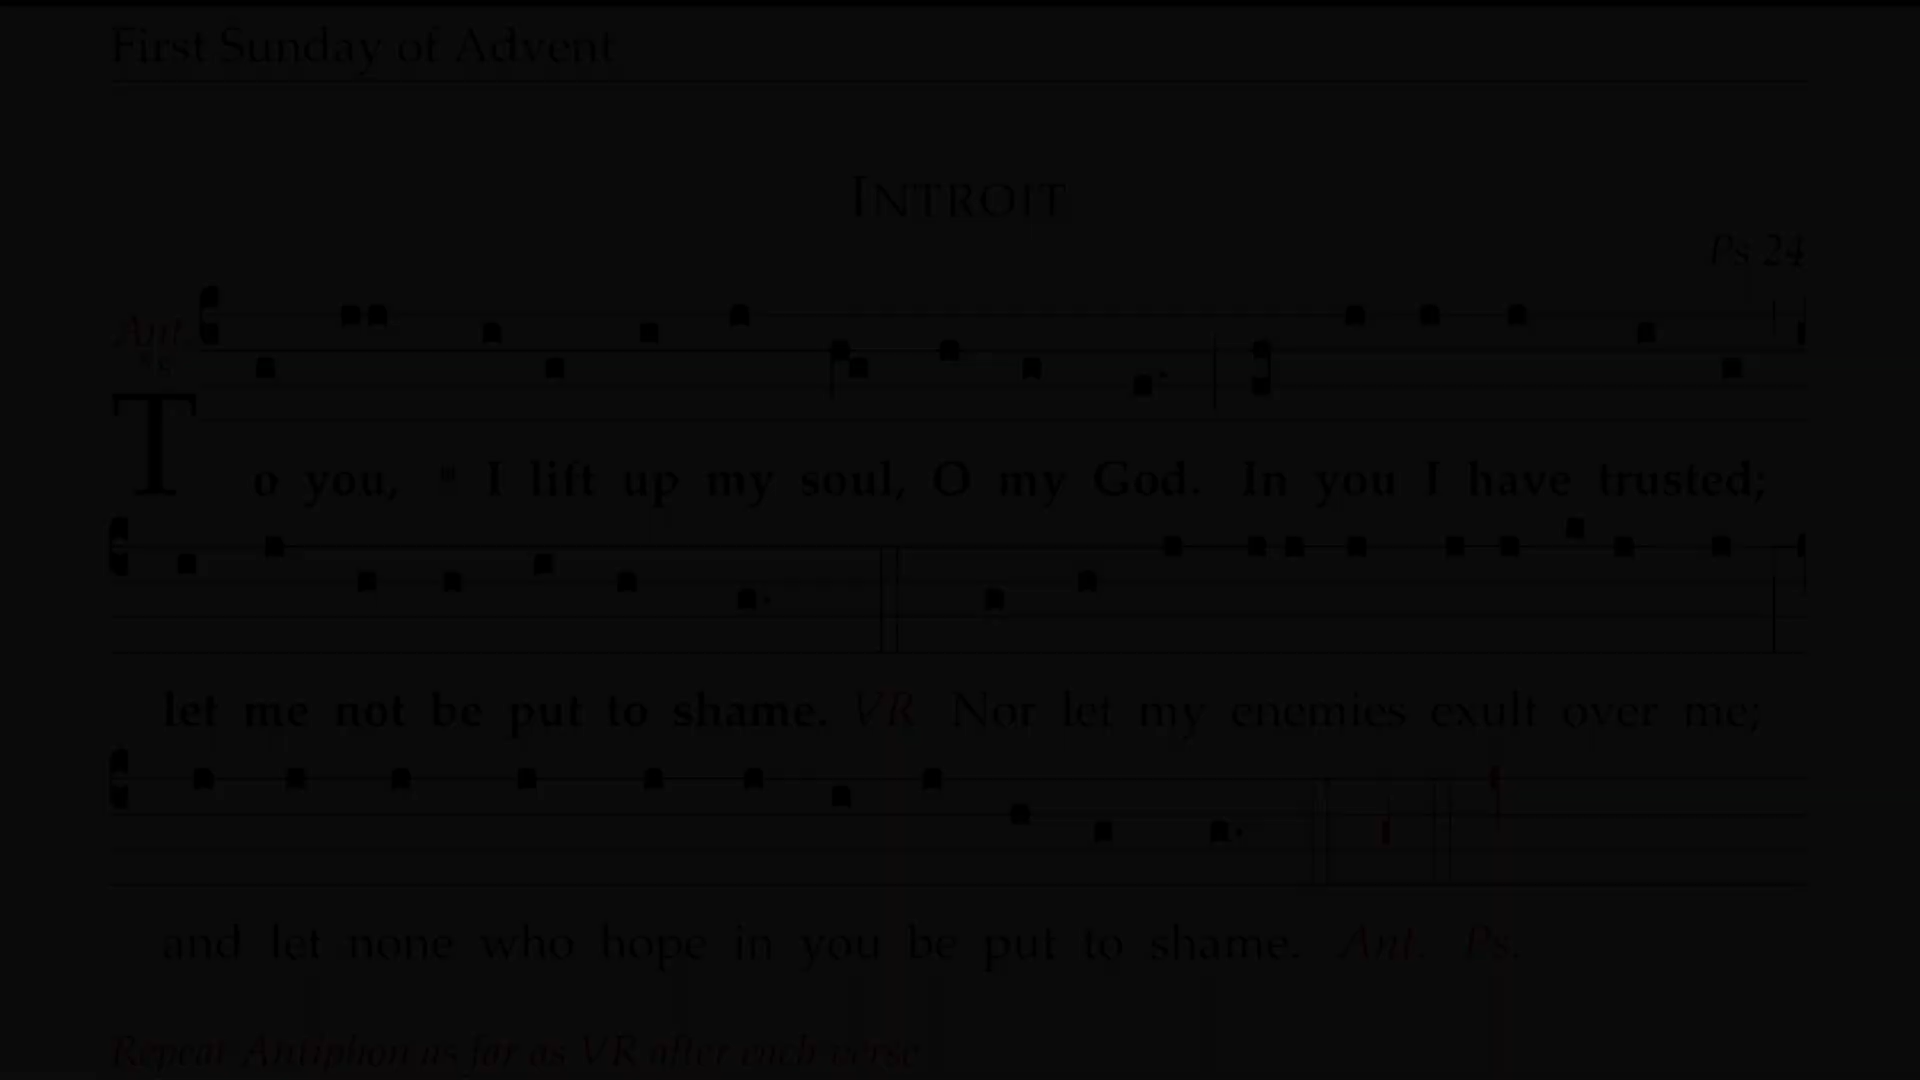 First Sunday of Advent
INTROIT
Ps 24
Ant.
To you, * I lift up my soul, O my God. In you I have trusted;
let me not be put to shame. VR Nor let my enemies exult over me;
and let none who hope in you be put to shame. Ant. Ps.
Repeat Antiphon as far as VR after each verse